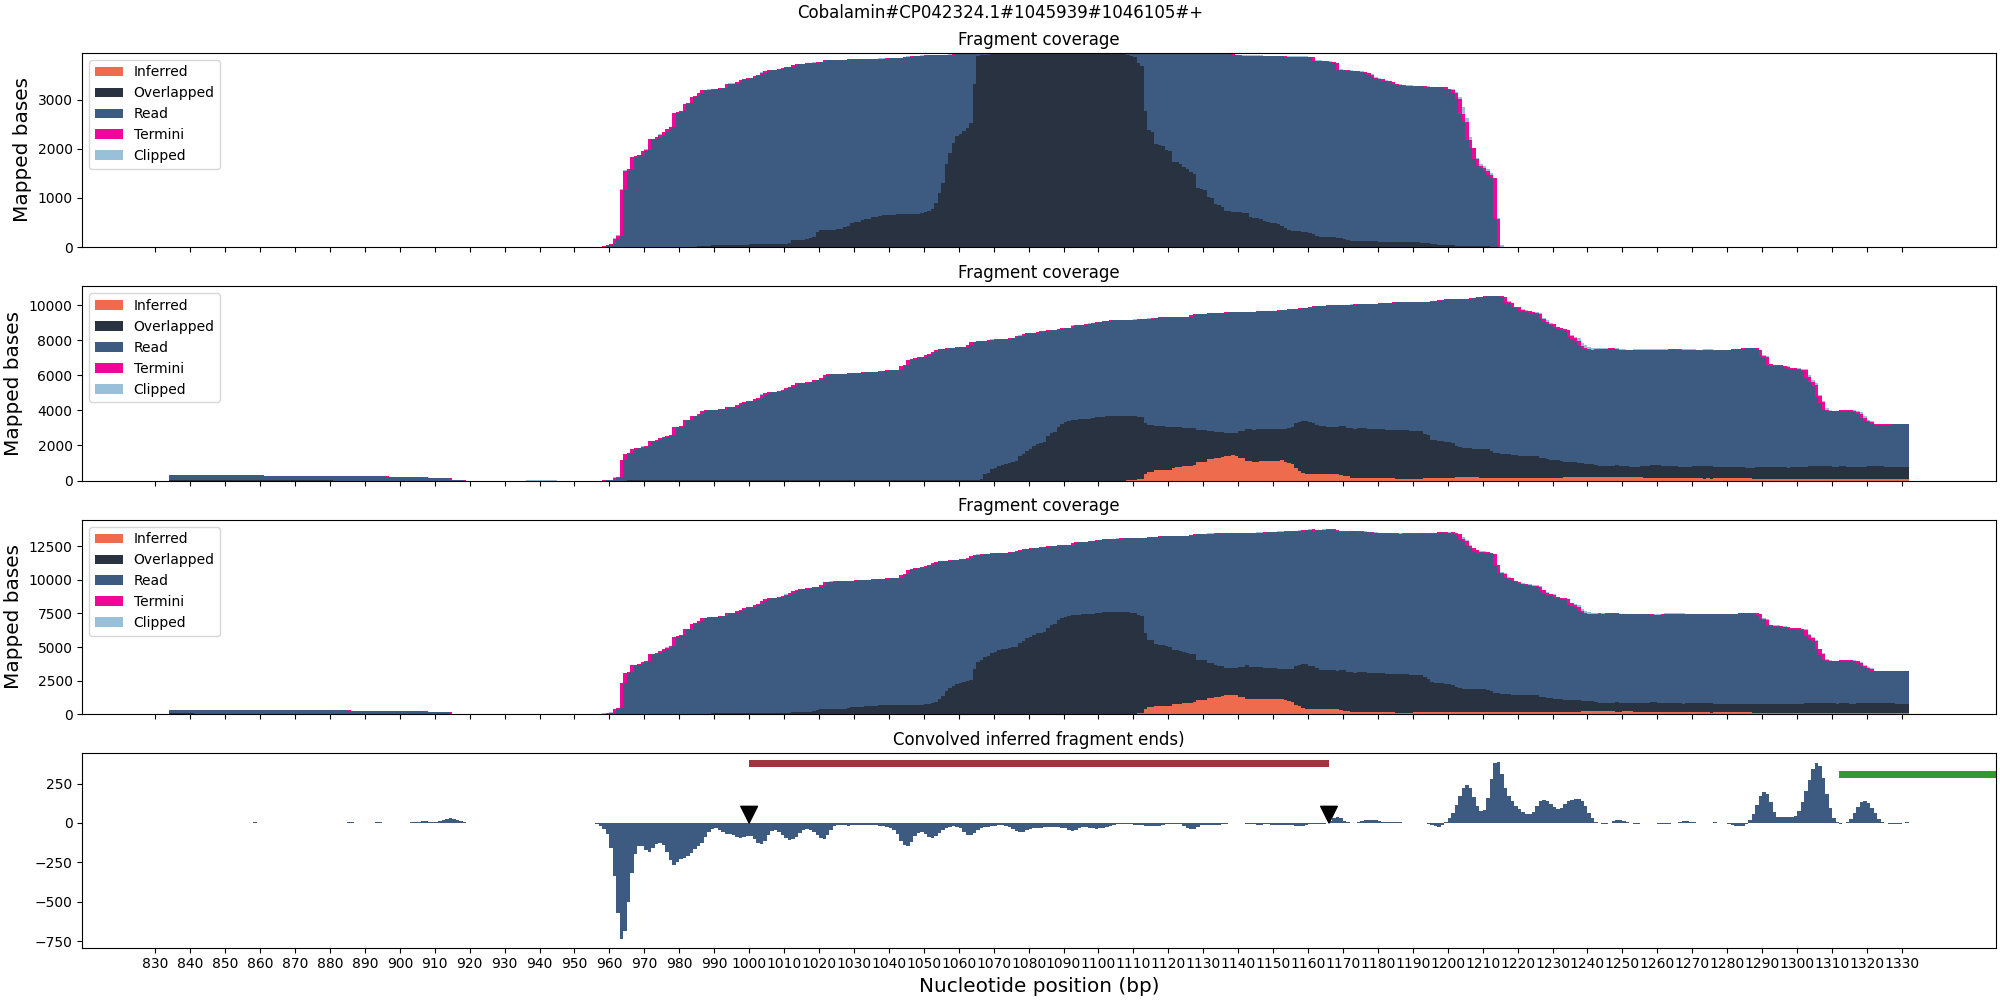 Cobalamin#CP042324.1#1045939#1046105#+
Fragment coverage
Mapped bases
3000
2000
1000
0
Inferred
Overlapped
Read
Termini
Clipped
Fragment coverage
Mapped bases
10000
8000
6000
4000
2000
0
Inferred
Overlapped
Read
Termini
Clipped
Fragment coverage
Mapped bases
12500
10000
7500
5000
2500
0
Inferred
Overlapped
Read
Termini
Clipped
Convolved inferred fragment ends)
250
0
−250
−500
−750
830 840 850 860 870 880 890 900 910 920 930 940 950 960 970 980 990 1000 1010 1020 1030 1040 1050 1060 1070 1080 1090 1100 1110 1120 1130 1140 1150 1160 1170 1180 1190 1200 1210 1220 1230 1240 1250 1260 1270 1280 1290 1300 1310 1320 1330
Nucleotide position (bp)